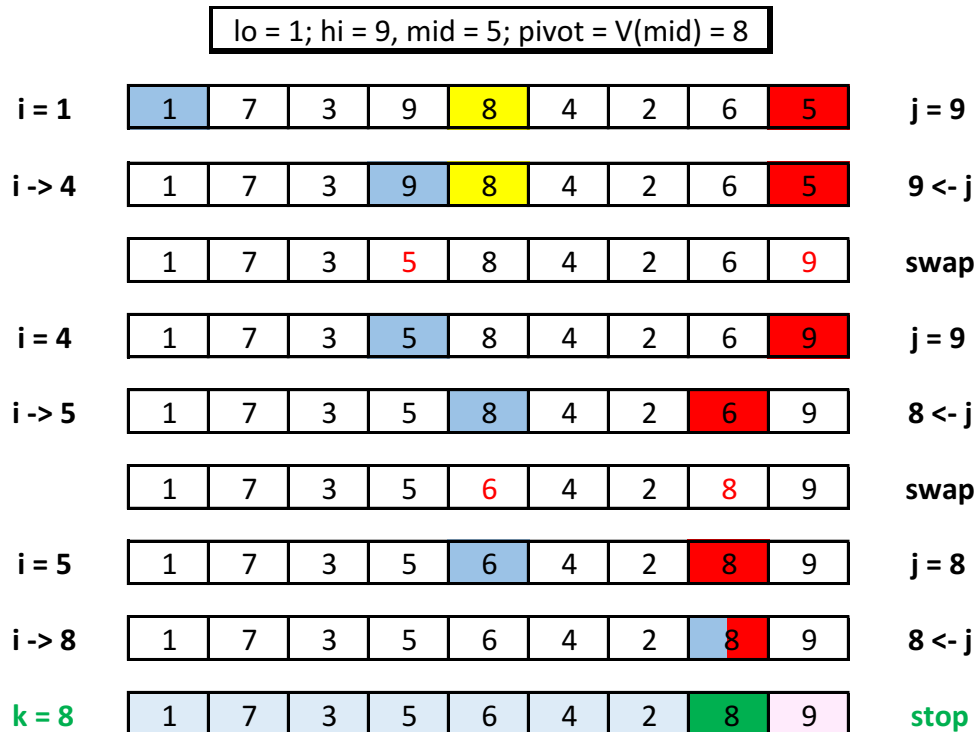 lo = 1; hi = 9, mid = 5; pivot = V(mid) = 8
i = 1 1 7 3 9 8 4 2 6 5 j = 9
i -> 4 1 7 3 9 8 4 2 6 5 9 <- j
1 7 3 5 8 4 2 6 9 swap
i = 4 1 7 3 5 8 4 2 6 9 j = 9
i -> 5 1 7 3 5 8 4 2 6 9 8 <- j
1 7 3 5 6 4 2 8 9 swap
i = 5 1 7 3 5 6 4 2 8 9 j = 8
i -> 8 1 7 3 5 6 4 2 8 9 8 <- j
k = 8 1 7 3 5 6 4 2 8 9 stop